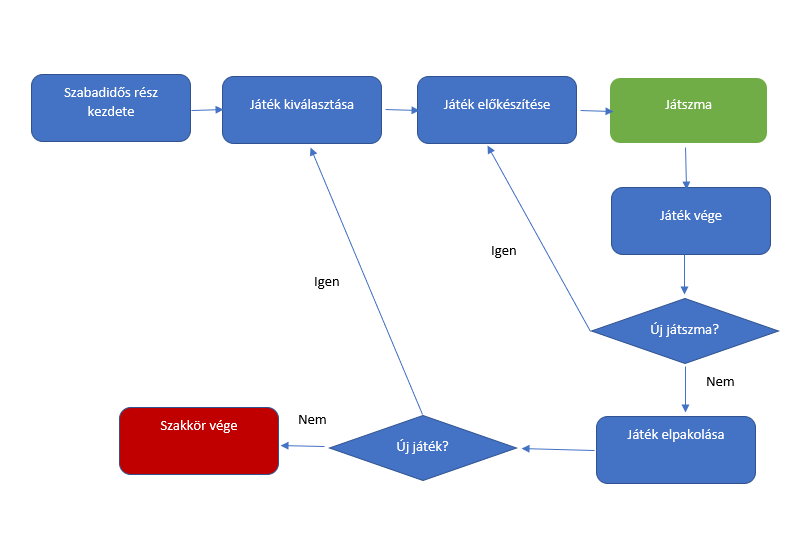 Szabadidős rész
kezdete
Játék kiválasztása
Játék előkészítése
Játszma
Játék vége
Igen
Igen
Új játszma?
Nem
Szakkör vége
Nem
Új játék?
Játék elpakolása